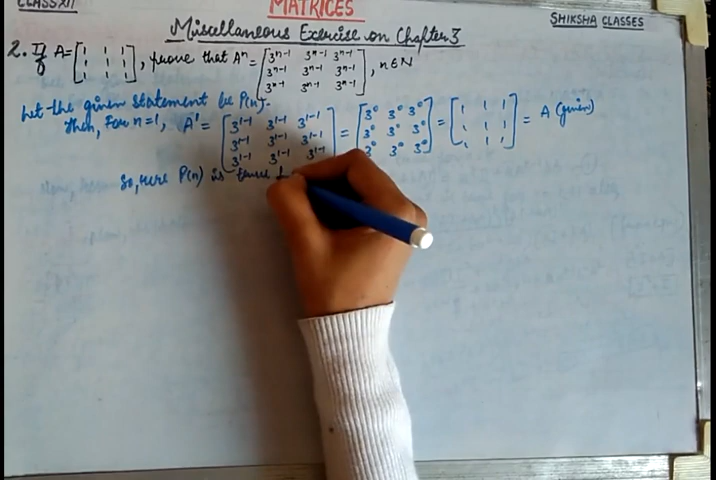 CLASS XII
MATRICES
SHIKSHA CLASSES
Miscellaneous Exercise on Chapter 3
2. If A = [1 1 1; 1 1 1; 1 1 1], prove that Aⁿ = [3ⁿ⁻¹ 3ⁿ⁻¹ 3ⁿ⁻¹; 3ⁿ⁻¹ 3ⁿ⁻¹ 3ⁿ⁻¹; 3ⁿ⁻¹ 3ⁿ⁻¹ 3ⁿ⁻¹], n ∈ N
Let the given statement be P(n).
Then, For n=1, A¹ = [3¹⁻¹ 3¹⁻¹ 3¹⁻¹; 3¹⁻¹ 3¹⁻¹ 3¹⁻¹; 3¹⁻¹ 3¹⁻¹ 3¹⁻¹] = [3⁰ 3⁰ 3⁰; 3⁰ 3⁰ 3⁰; 3⁰ 3⁰ 3⁰] = [1 1 1; 1 1 1; 1 1 1] = A (given)
So, here P(n) is true